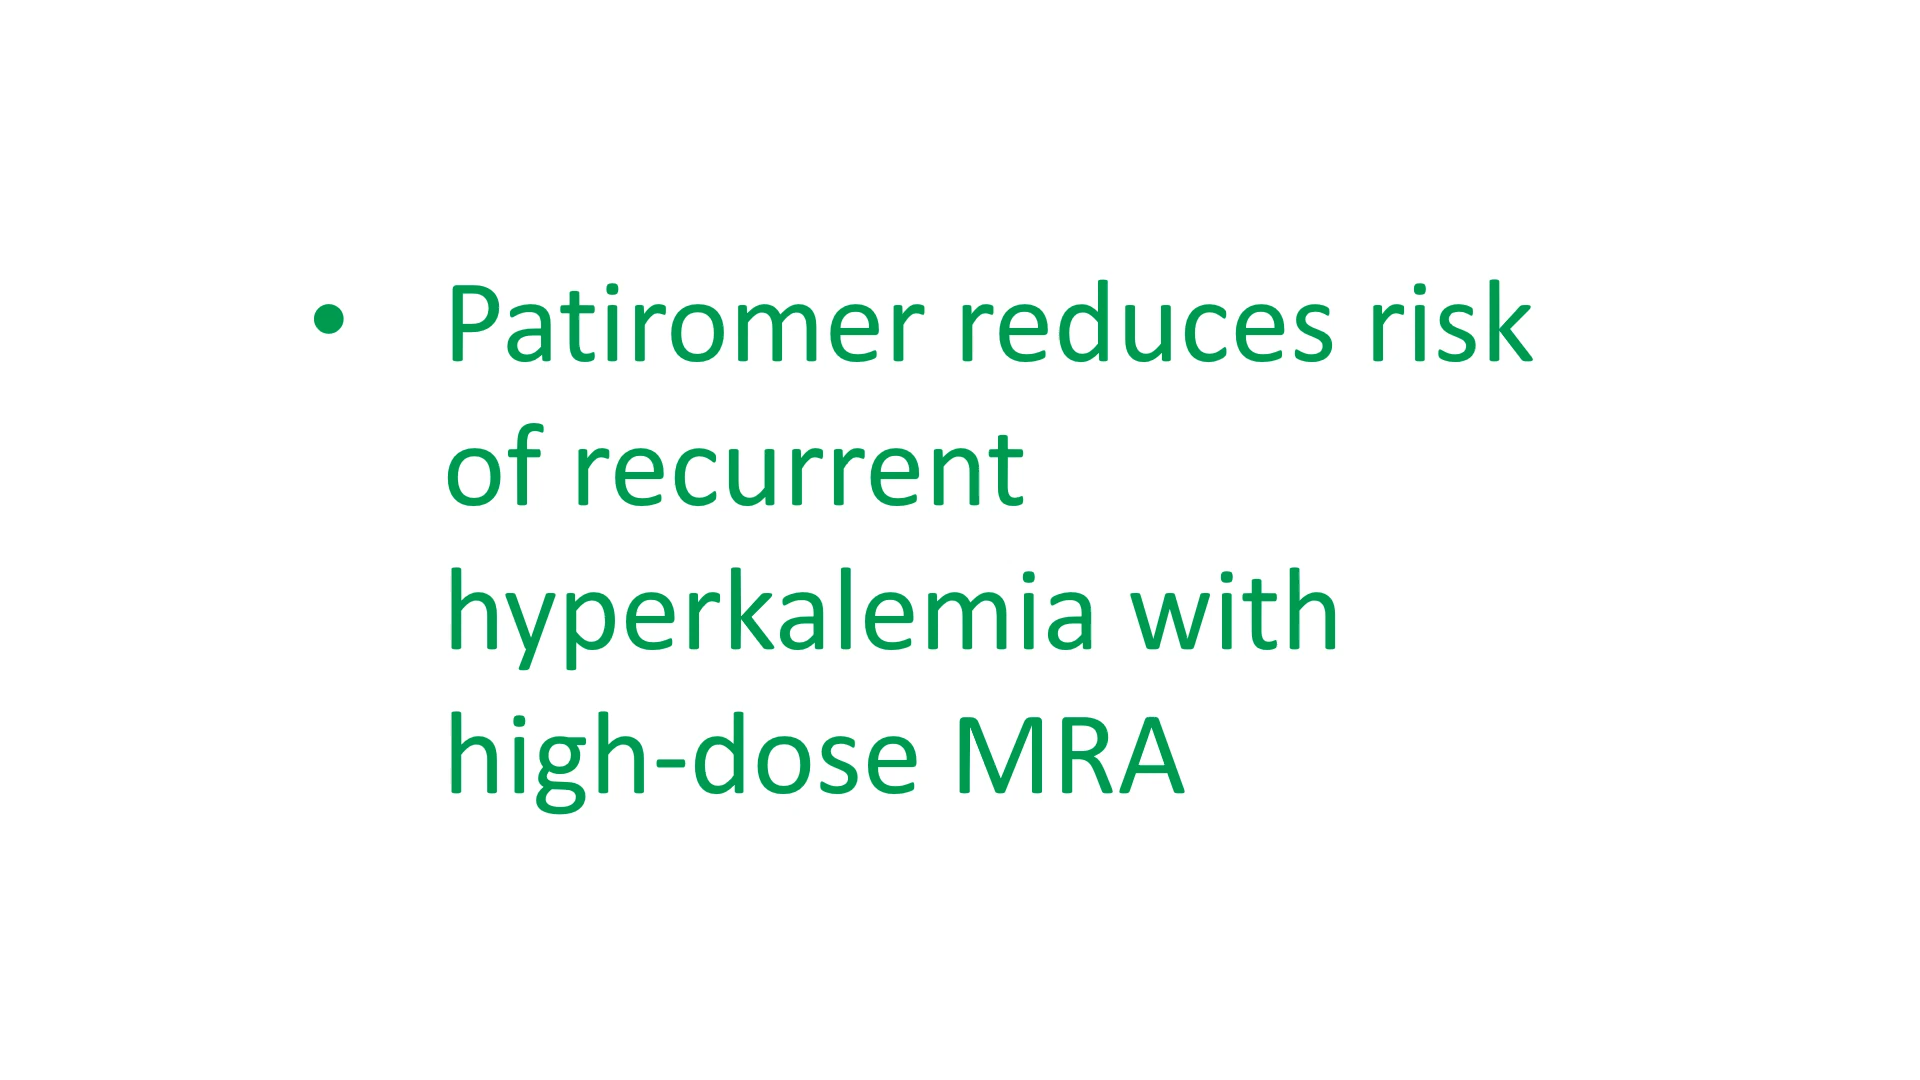 • Patiromer reduces risk
of recurrent
hyperkalemia with
high-dose MRA